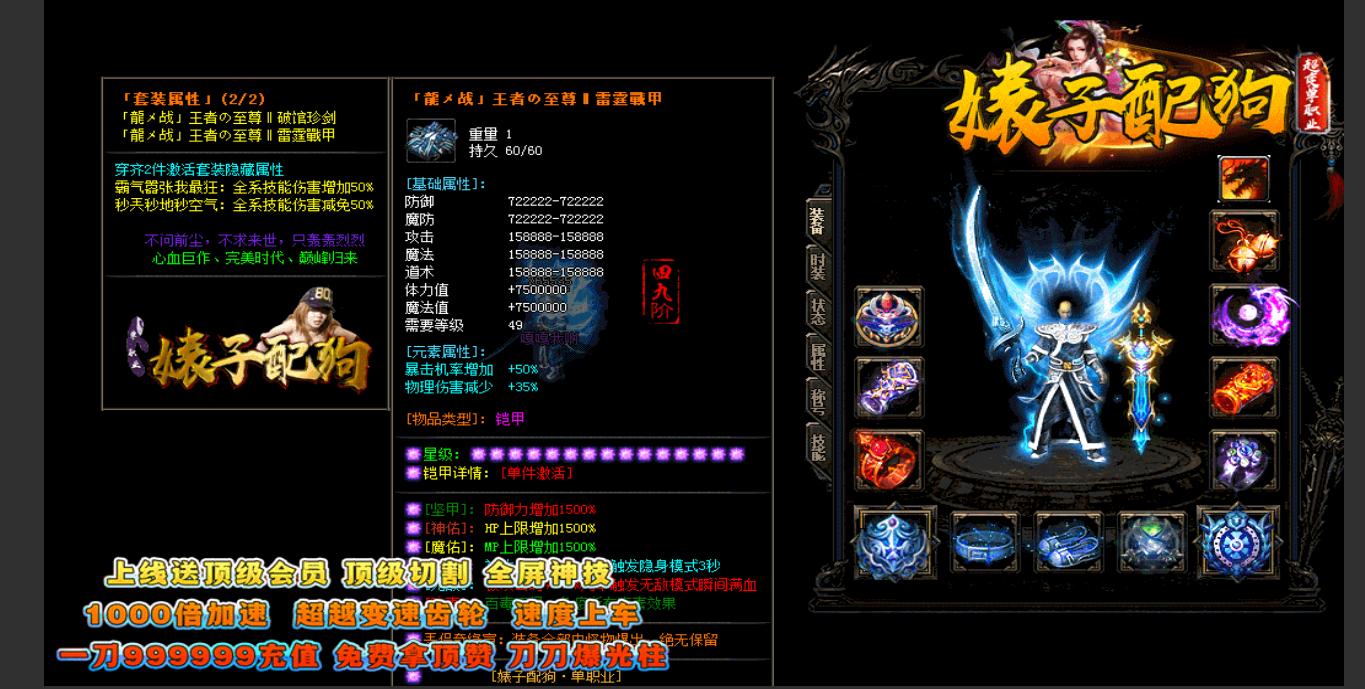 「套装属性」(2/2)
「龍メ战」王者の至尊‖破馆珍剑
「龍メ战」王者の至尊‖雷霆戰甲
穿齐2件激活套装隐藏属性
霸气嚣张我最狂: 全系技能伤害增加50%
秒天秒地秒空气: 全系技能伤害减免50%
不问前尘，不求来世，只轰轰烈烈
心血巨作、完美时代、巅峰归来
婊子配狗
「龍メ战」王者の至尊‖雷霆戰甲
重量 1
持久 60/60
[基础属性]:
防御 722222-722222
魔防 722222-722222
攻击 158888-158888
魔法 158888-158888
道术 158888-158888
体力值 +7500000
魔法值 +7500000
需要等级 49
四九阶
[元素属性]:
暴击机率增加 +50%
物理伤害减少 +35%
[物品类型]: 铠甲
星级:
铠甲详情: [单件激活]
[坚甲]: 防御力增加1500%
[神佑]: HP上限增加1500%
[魔佑]: MP上限增加1500%
触发隐身模式3秒
触发无敌模式瞬间满血
效果
装备全部由怪物爆出，绝无保留
[婊子配狗·单职业]
上线送顶级会员 顶级切割 全屏神技
1000倍加速 超越变速齿轮 速度上车
一刀999999充值 免费拿顶赞 刀刀爆光柱
婊子配狗
超变单职业
装备
时装
状态
属性
称号
技能